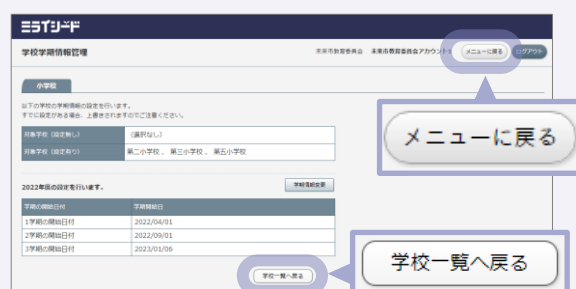 ミライシード
学校学期情報管理
未来市教育委員会 未来市教育委員会アカウント
メニューに戻る
ログアウト
小学校
以下の学校の学期情報の設定を行います。
すでに設定がある場合、上書きされますのでご注意ください。
対象学校（設定無し） （選択なし）
対象学校（設定有り） 第二小学校 、 第三小学校 、 第五小学校
メニューに戻る
2022年度の設定を行います。
学期情報変更
学期の開始日付 学期開始日
1学期の開始日付 2022/04/01
2学期の開始日付 2022/09/01
3学期の開始日付 2023/01/06
学校一覧へ戻る
学校一覧へ戻る